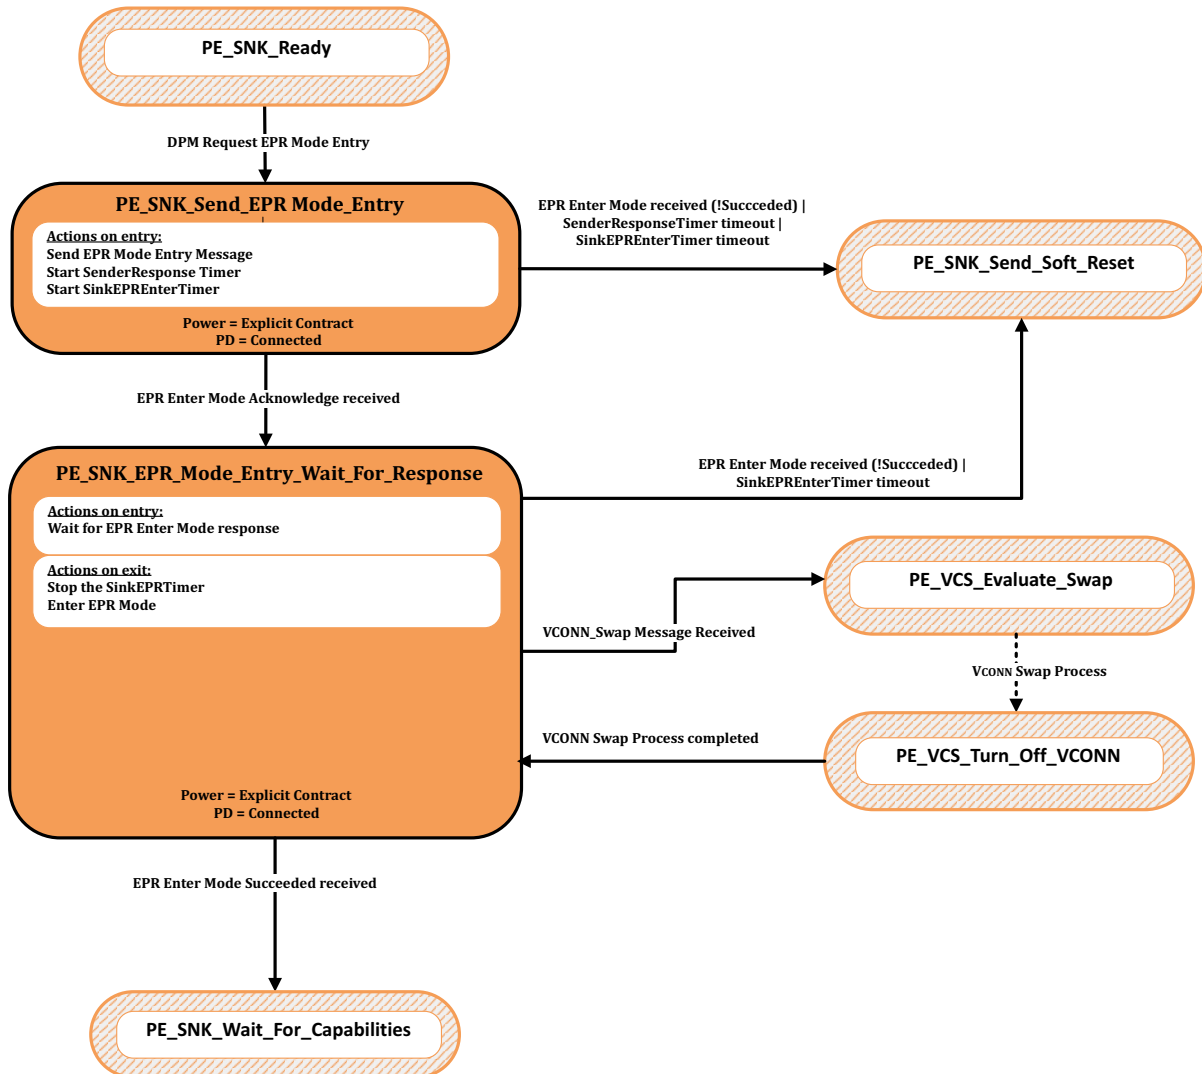 PE_SNK_Ready
DPM Request EPR Mode Entry
PE_SNK_Send_EPR Mode_Entry
Actions on entry:
Send EPR Mode Entry Message
Start SenderResponse Timer
Start SinkEPREnterTimer
Power = Explicit Contract
PD = Connected
EPR Enter Mode received (!Succceded) |
SenderResponseTimer timeout |
SinkEPREnterTimer timeout
PE_SNK_Send_Soft_Reset
EPR Enter Mode Acknowledge received
PE_SNK_EPR_Mode_Entry_Wait_For_Response
Actions on entry:
Wait for EPR Enter Mode response
Actions on exit:
Stop the SinkEPRTimer
Enter EPR Mode
Power = Explicit Contract
PD = Connected
EPR Enter Mode received (!Succceded) |
SinkEPREnterTimer timeout
PE_VCS_Evaluate_Swap
VCONN_Swap Message Received
VCONN Swap Process
VCONN Swap Process completed
PE_VCS_Turn_Off_VCONN
EPR Enter Mode Succeeded received
PE_SNK_Wait_For_Capabilities